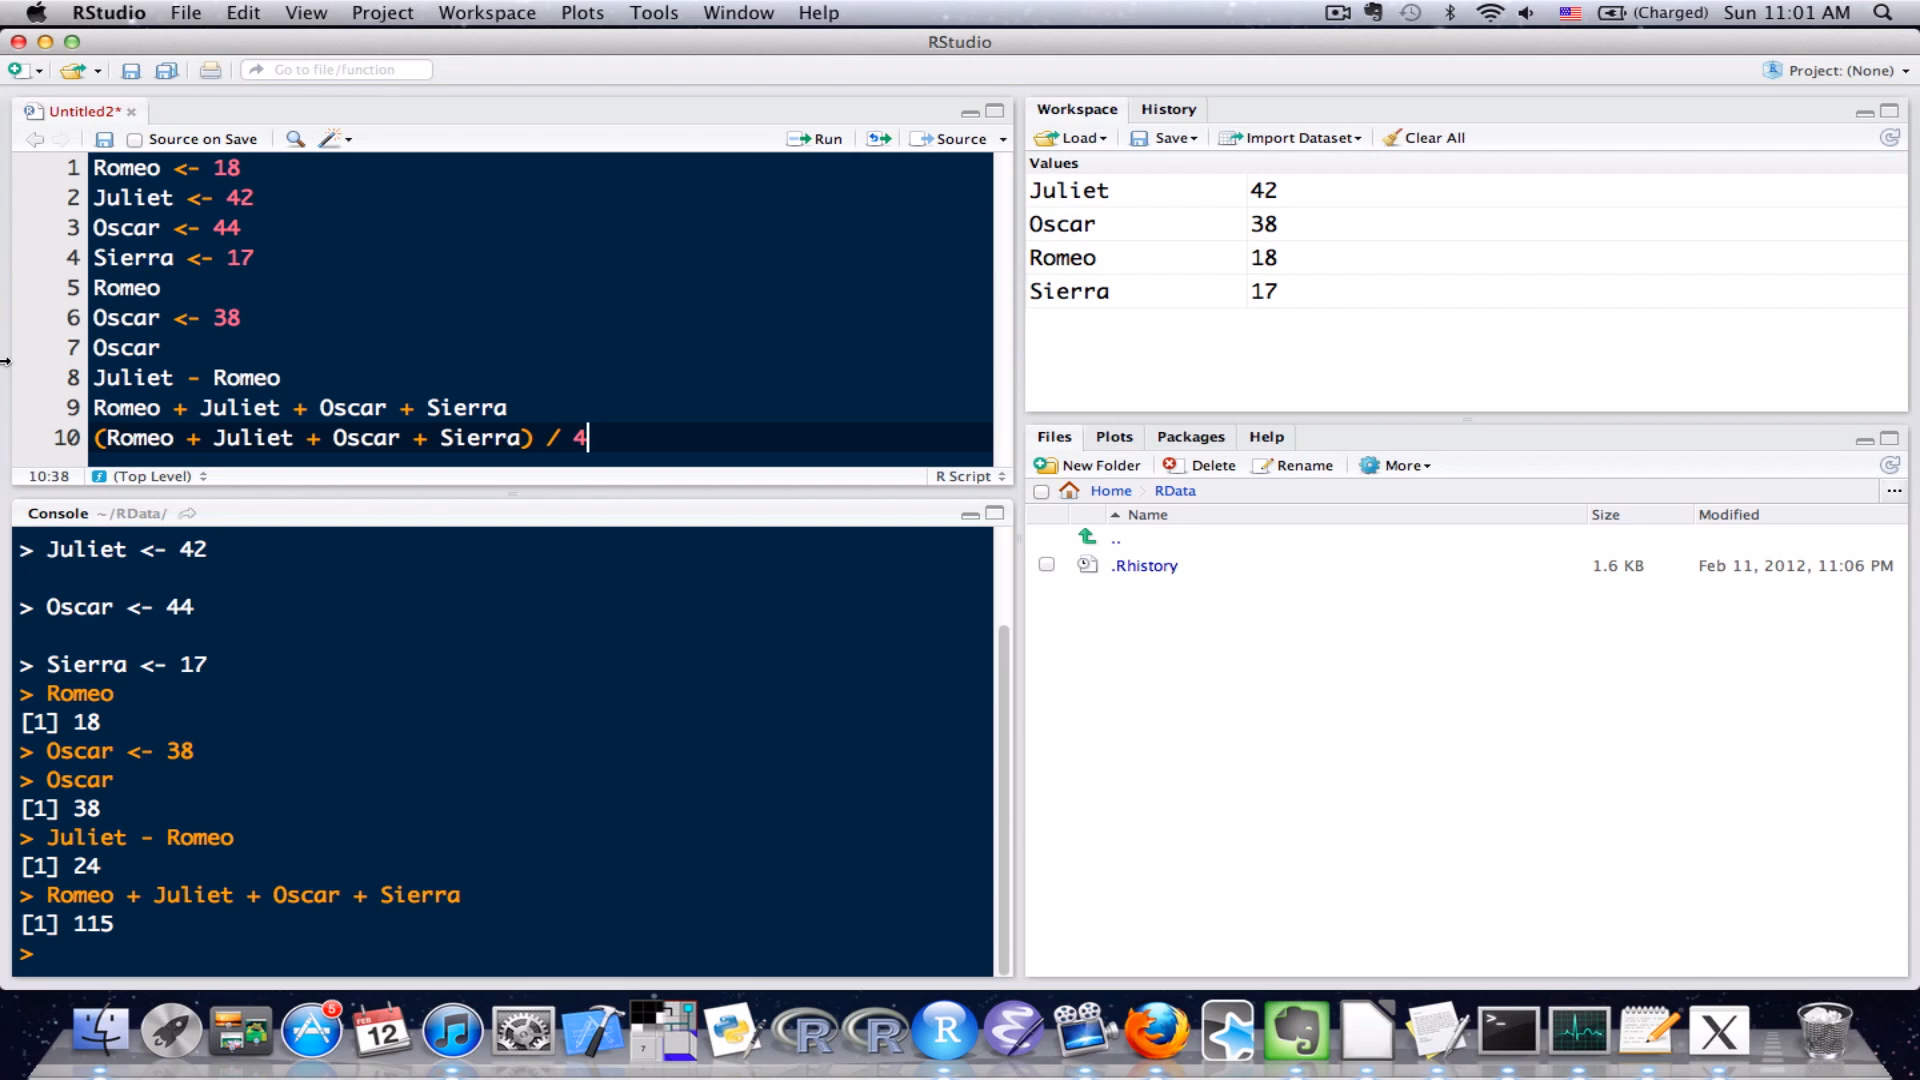 RStudio File Edit View Project Workspace Plots Tools Window Help (Charged) Sun 11:01 AM
RStudio
Go to file/function Project: (None)
Untitled2*
Source on Save Run Source
1 Romeo <- 18
2 Juliet <- 42
3 Oscar <- 44
4 Sierra <- 17
5 Romeo
6 Oscar <- 38
7 Oscar
8 Juliet - Romeo
9 Romeo + Juliet + Oscar + Sierra
10 (Romeo + Juliet + Oscar + Sierra) / 4
10:38 (Top Level) R Script
Console ~/RData/
> Juliet <- 42
> Oscar <- 44
> Sierra <- 17
> Romeo
[1] 18
> Oscar <- 38
> Oscar
[1] 38
> Juliet - Romeo
[1] 24
> Romeo + Juliet + Oscar + Sierra
[1] 115
>
Workspace History
Load Save Import Dataset Clear All
Values
Juliet 42
Oscar 38
Romeo 18
Sierra 17
Files Plots Packages Help
New Folder Delete Rename More
Home RData ...
Name Size Modified
..
.Rhistory 1.6 KB Feb 11, 2012, 11:06 PM
5
FEB
12
7
R
R
R
>_
X